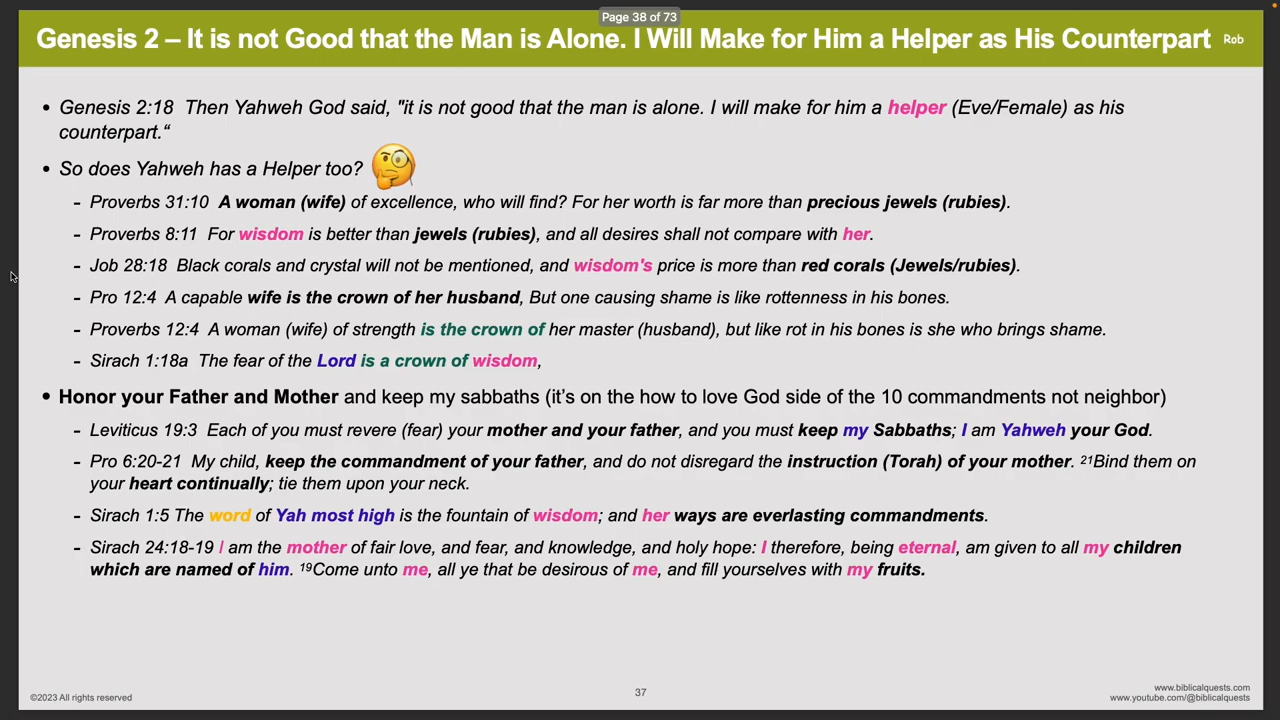 Page 38 of 73
Genesis 2 – It is not Good that the Man is Alone. I Will Make for Him a Helper as His Counterpart Rob
• Genesis 2:18 Then Yahweh God said, "it is not good that the man is alone. I will make for him a helper (Eve/Female) as his
counterpart.“
• So does Yahweh has a Helper too?
- Proverbs 31:10 A woman (wife) of excellence, who will find? For her worth is far more than precious jewels (rubies).
- Proverbs 8:11 For wisdom is better than jewels (rubies), and all desires shall not compare with her.
- Job 28:18 Black corals and crystal will not be mentioned, and wisdom's price is more than red corals (Jewels/rubies).
- Pro 12:4 A capable wife is the crown of her husband, But one causing shame is like rottenness in his bones.
- Proverbs 12:4 A woman (wife) of strength is the crown of her master (husband), but like rot in his bones is she who brings shame.
- Sirach 1:18a The fear of the Lord is a crown of wisdom,
• Honor your Father and Mother and keep my sabbaths (it’s on the how to love God side of the 10 commandments not neighbor)
- Leviticus 19:3 Each of you must revere (fear) your mother and your father, and you must keep my Sabbaths; I am Yahweh your God.
- Pro 6:20-21 My child, keep the commandment of your father, and do not disregard the instruction (Torah) of your mother. 21Bind them on
your heart continually; tie them upon your neck.
- Sirach 1:5 The word of Yah most high is the fountain of wisdom; and her ways are everlasting commandments.
- Sirach 24:18-19 I am the mother of fair love, and fear, and knowledge, and holy hope: I therefore, being eternal, am given to all my children
which are named of him. 19Come unto me, all ye that be desirous of me, and fill yourselves with my fruits.
©2023 All rights reserved
37
www.biblicalquests.com
www.youtube.com/@biblicalquests